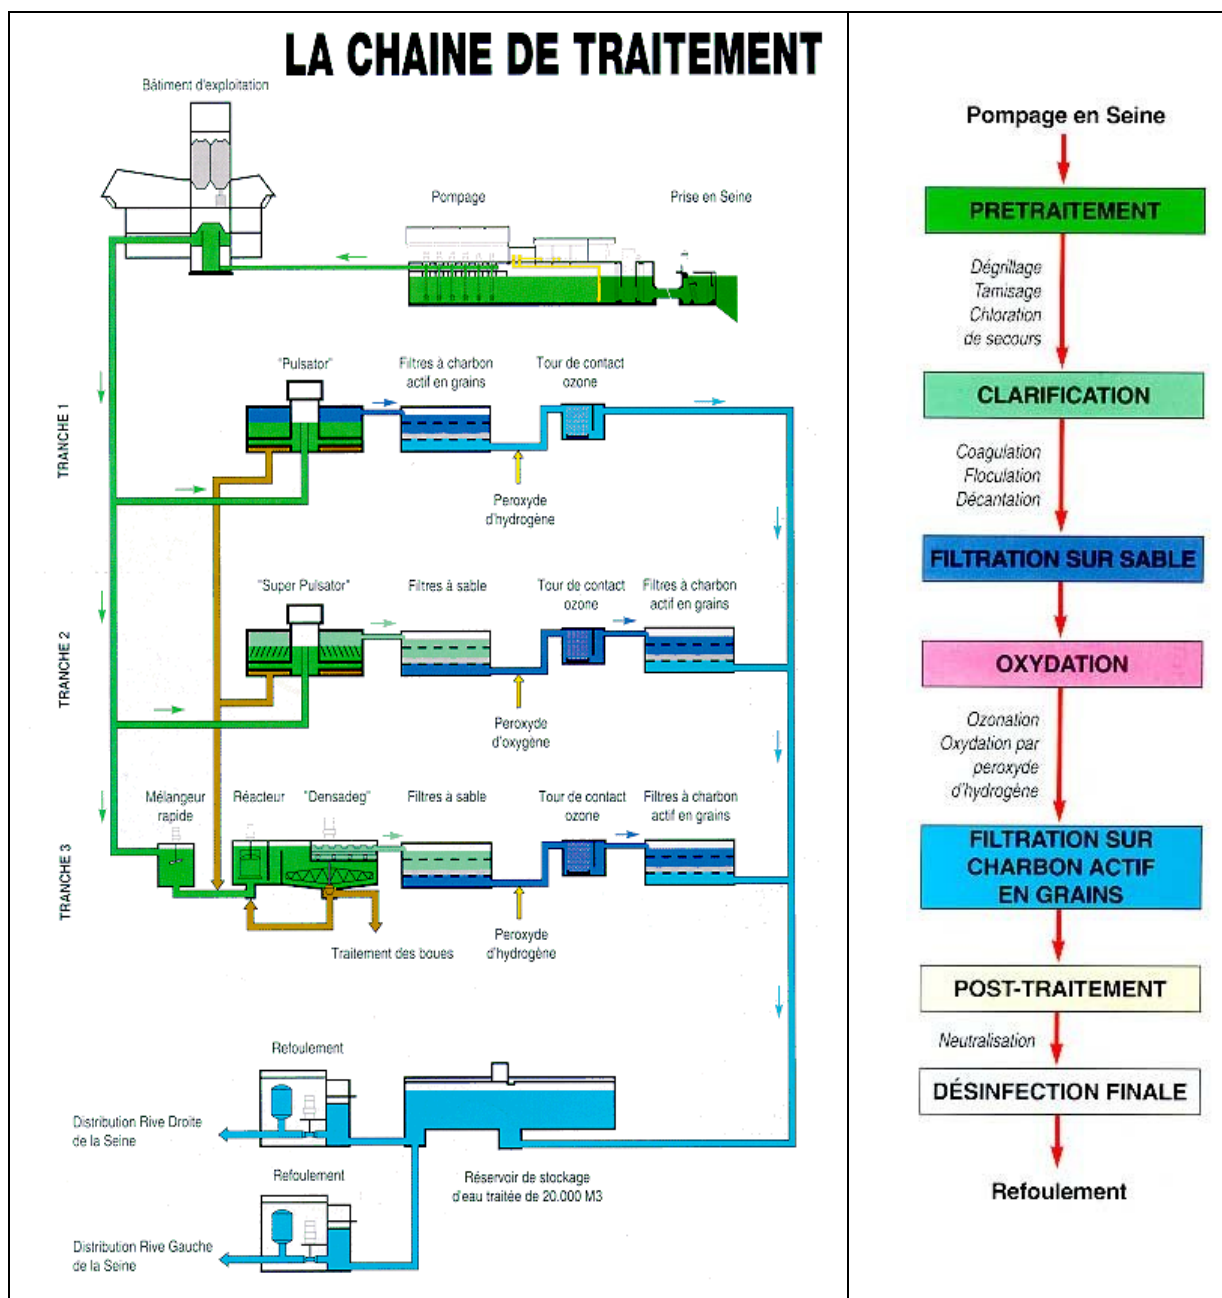 LA CHAINE DE TRAITEMENT
Bâtiment d'exploitation
Pompage
Prise en Seine
TRANCHE 1
"Pulsator"
Filtres à charbon
actif en grains
Tour de contact
ozone
Peroxyde
d'hydrogène
TRANCHE 2
"Super Pulsator"
Filtres à sable
Tour de contact
ozone
Filtres à charbon
actif en grains
Peroxyde
d'oxygène
TRANCHE 3
Mélangeur
rapide
Réacteur
"Densadeg"
Filtres à sable
Tour de contact
ozone
Filtres à charbon
actif en grains
Traitement des boues
Peroxyde
d'hydrogène
Refoulement
Distribution Rive Droite
de la Seine
Réservoir de stockage
d'eau traitée de 20.000 M3
Refoulement
Distribution Rive Gauche
de la Seine
Pompage en Seine
PRETRAITEMENT
Dégrillage
Tamisage
Chloration
de secours
CLARIFICATION
Coagulation
Floculation
Décantation
FILTRATION SUR SABLE
OXYDATION
Ozonation
Oxydation par
peroxyde
d'hydrogène
FILTRATION SUR
CHARBON ACTIF
EN GRAINS
POST-TRAITEMENT
Neutralisation
DÉSINFECTION FINALE
Refoulement